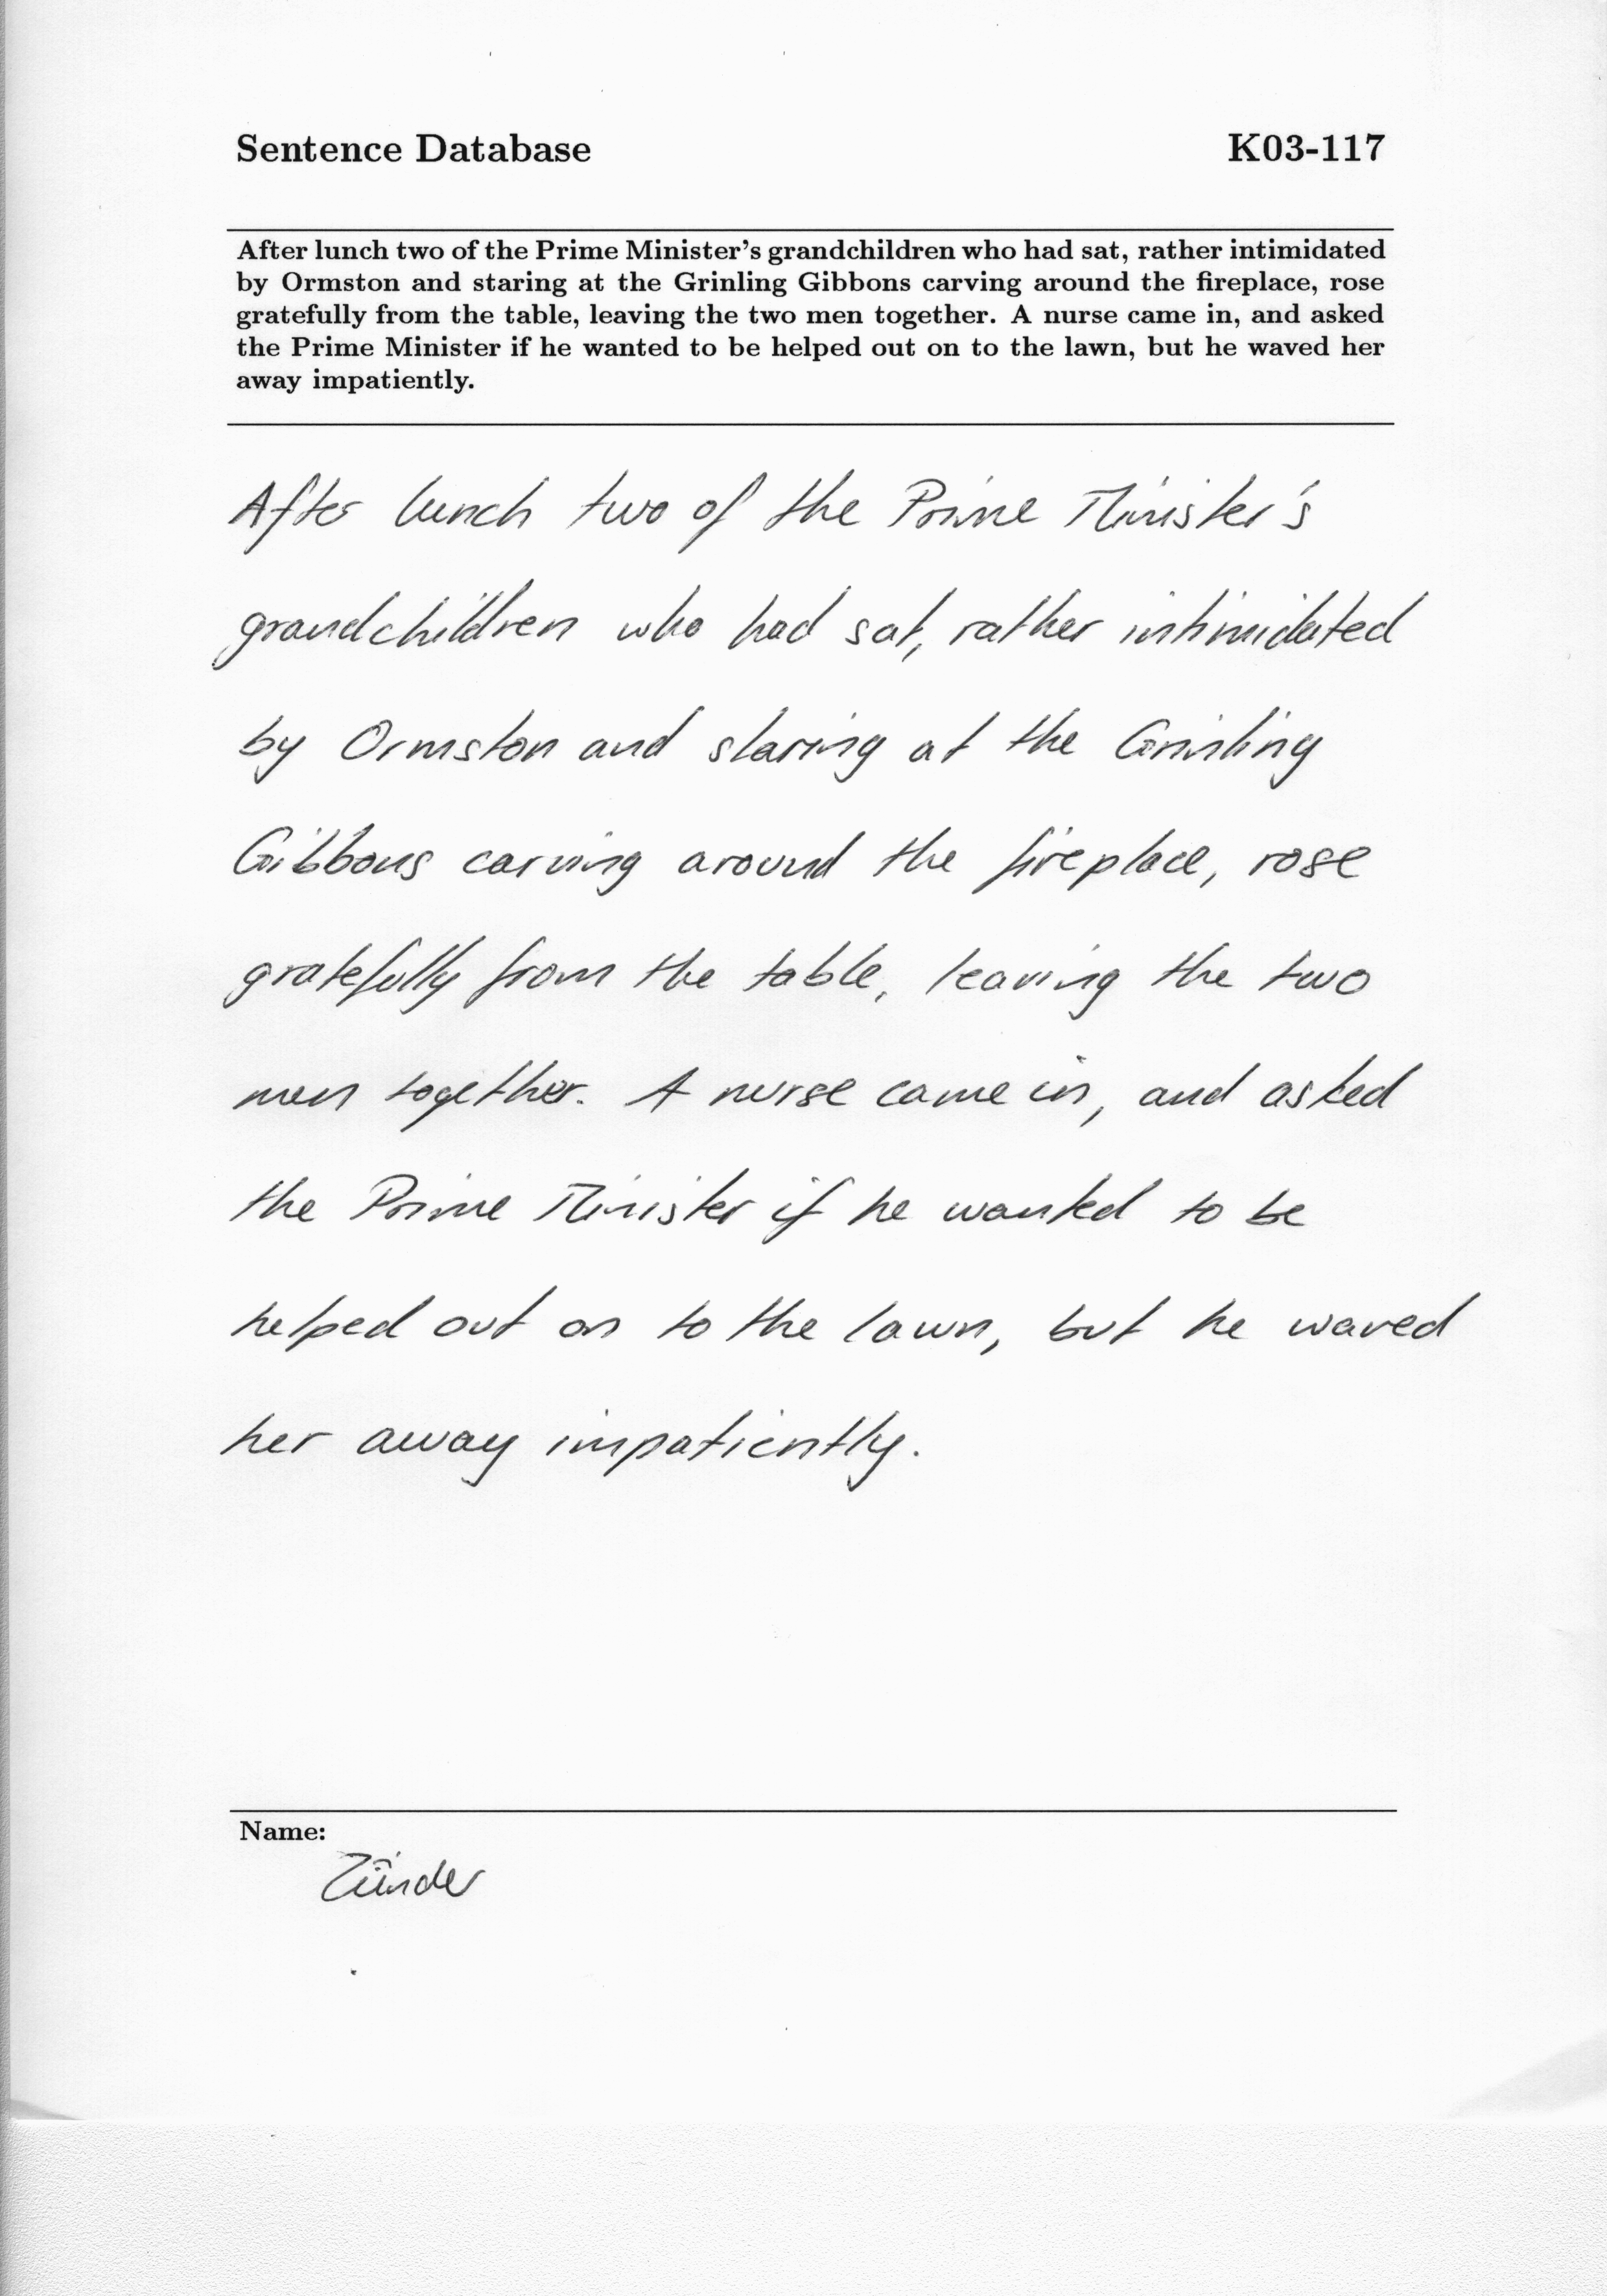 Sentence Database K03-117
After lunch two of the Prime Minister's grandchildren who had sat, rather intimidated
by Ormston and staring at the Grinling Gibbons carving around the fireplace, rose
gratefully from the table, leaving the two men together. A nurse came in, and asked
the Prime Minister if he wanted to be helped out on to the lawn, but he waved her
away impatiently.
After lunch two of the Prime Minister's
grandchildren who had sat, rather intimidated
by Ormston and staring at the Grinling
Gibbons carving around the fireplace, rose
gratefully from the table, leaving the two
men together. A nurse came in, and asked
the Prime Minister if he wanted to be
helped out on to the lawn, but he waved
her away impatiently.
Name:
Zünder